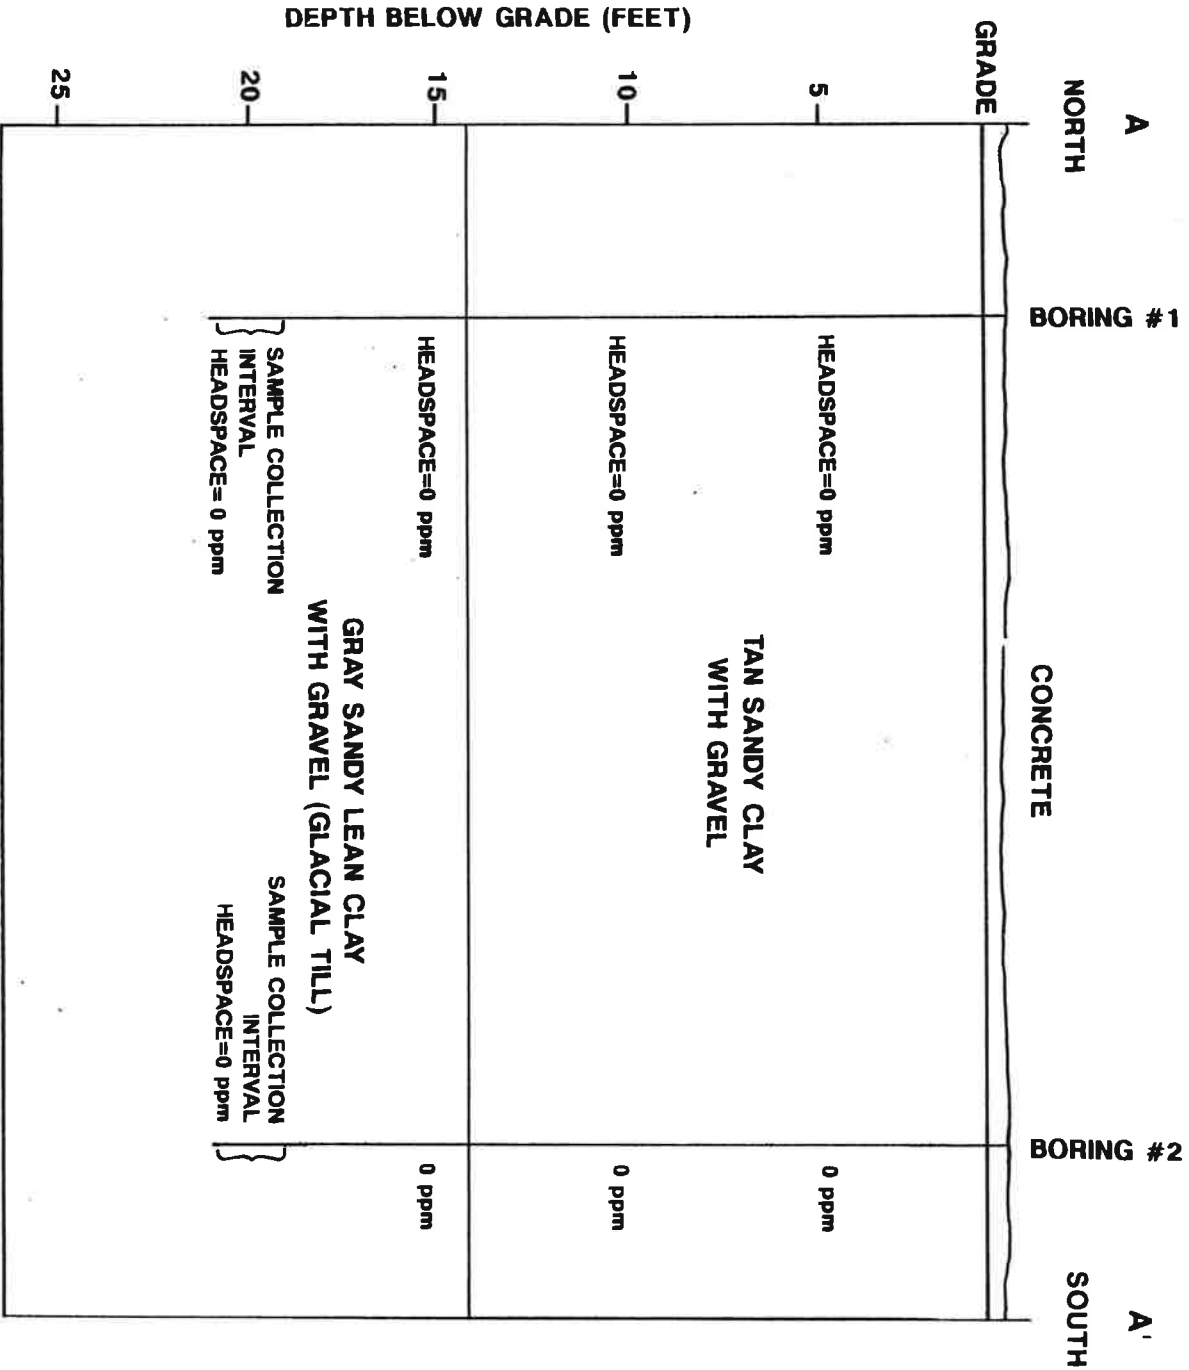 A
NORTH
A'
SOUTH
BORING #1
CONCRETE
BORING #2
GRADE
DEPTH BELOW GRADE (FEET)
5
10
15
20
25
HEADSPACE=0 ppm
0 ppm
TAN SANDY CLAY
WITH GRAVEL
HEADSPACE=0 ppm
0 ppm
HEADSPACE=0 ppm
0 ppm
GRAY SANDY LEAN CLAY
WITH GRAVEL (GLACIAL TILL)
SAMPLE COLLECTION
INTERVAL
HEADSPACE= 0 ppm
SAMPLE COLLECTION
INTERVAL
HEADSPACE=0 ppm